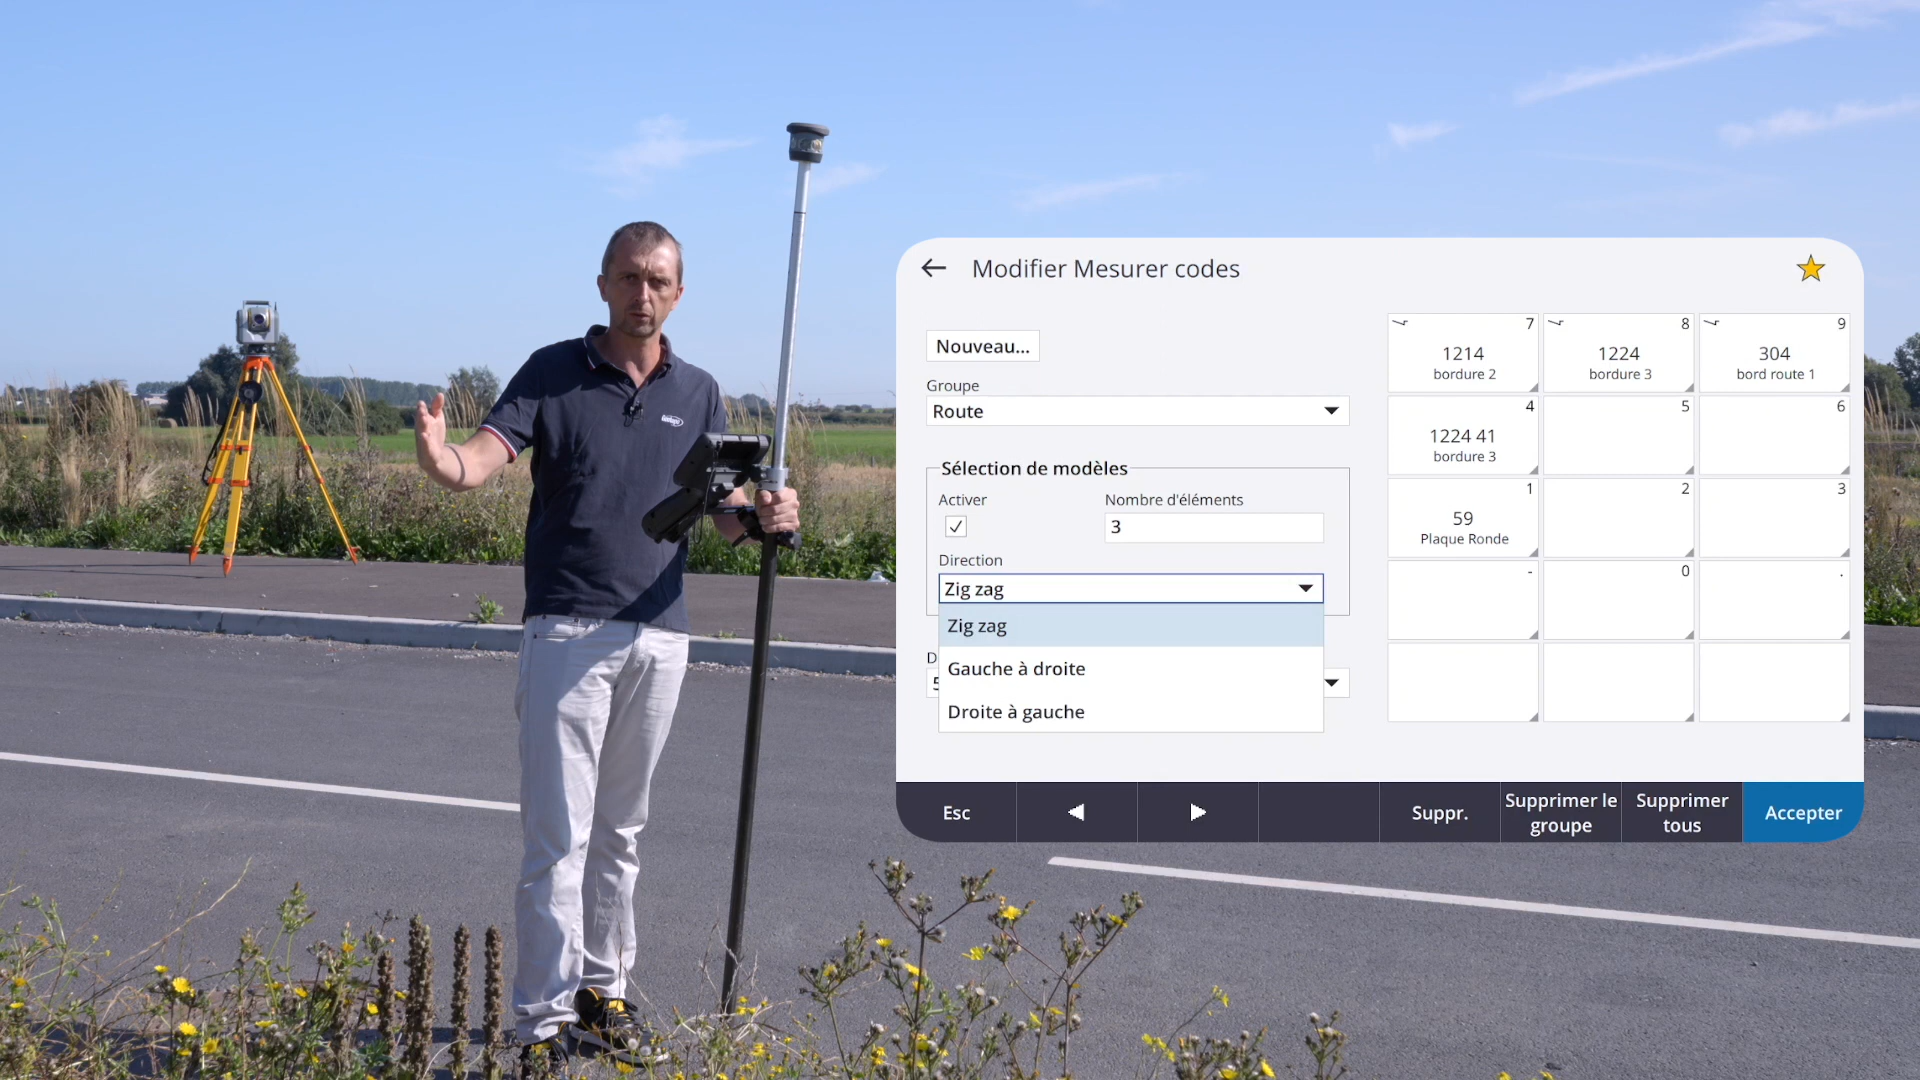 Modifier Mesurer codes
Nouveau...
Groupe
Route
Sélection de modèles
Activer
Nombre d'éléments
3
Direction
Zig zag
Zig zag
Gauche à droite
Droite à gauche
7
1214
bordure 2
8
1224
bordure 3
9
304
bord route 1
4
1224 41
bordure 3
5
6
1
59
Plaque Ronde
2
3
-
0
.
Esc
Suppr.
Supprimer le
groupe
Supprimer
tous
Accepter